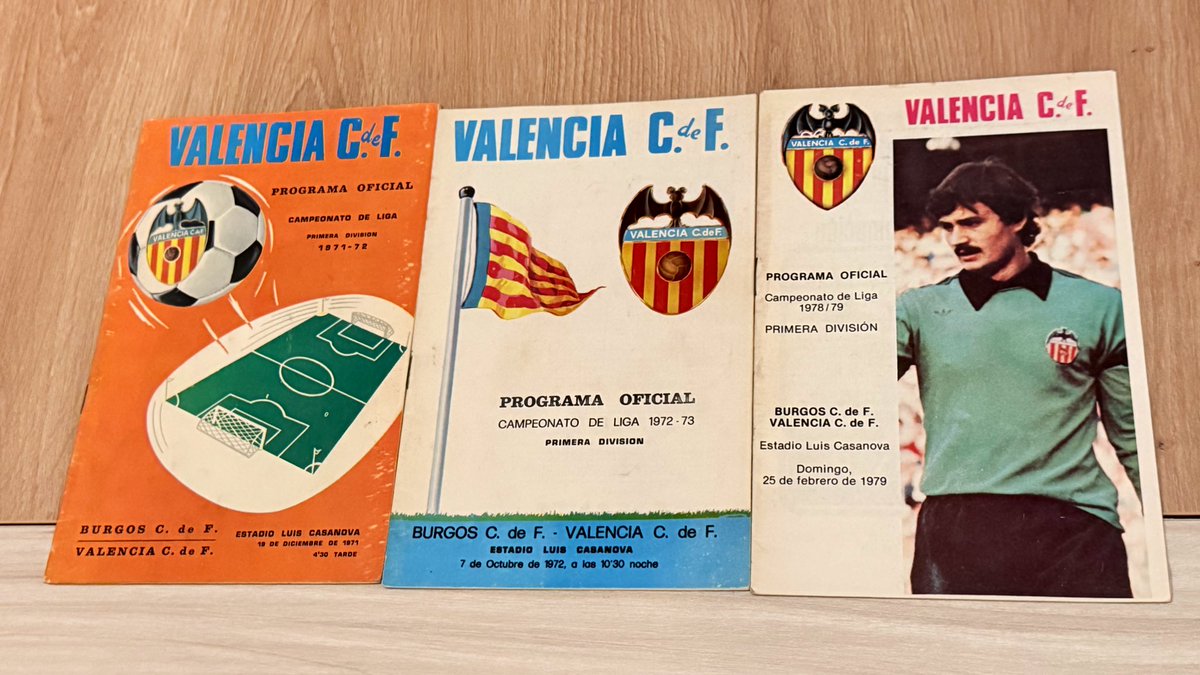 VALENCIA C. de F.
VALENCIA C. de F.
PROGRAMA OFICIAL
CAMPEONATO DE LIGA
PRIMERA DIVISION
1971-72
BURGOS C. de F.
VALENCIA C. de F.
ESTADIO LUIS CASANOVA
19 DE DICIEMBRE DE 1971
4'30 TARDE
VALENCIA C. de F.
VALENCIA C. de F.
PROGRAMA OFICIAL
CAMPEONATO DE LIGA 1972-73
PRIMERA DIVISION
BURGOS C. de F. - VALENCIA C. de F.
ESTADIO LUIS CASANOVA
7 de Octubre de 1972, a las 10'30 noche
VALENCIA C. de F.
VALENCIA C. de F.
PROGRAMA OFICIAL
Campeonato de Liga
1978/79
PRIMERA DIVISIÓN
BURGOS C. de F.
VALENCIA C. de F.
Estadio Luis Casanova
Domingo,
25 de febrero de 1979